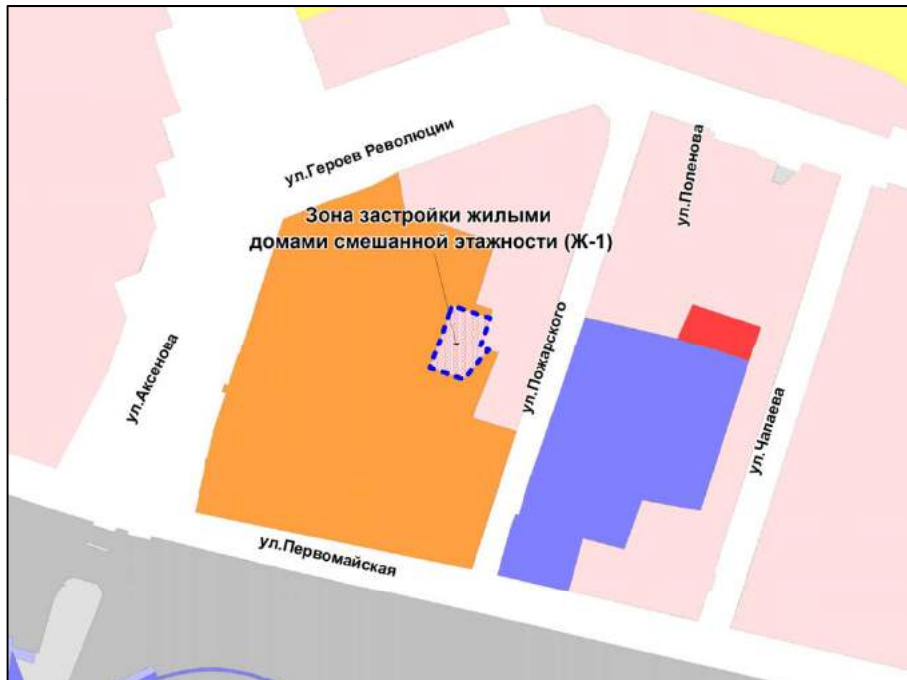 ул.Героев Революции
Зона застройки жилыми
домами смешанной этажности (Ж-1)
ул.Поленова
ул.Аксенова
ул.Пожарского
ул.Чапаева
ул.Первомайская